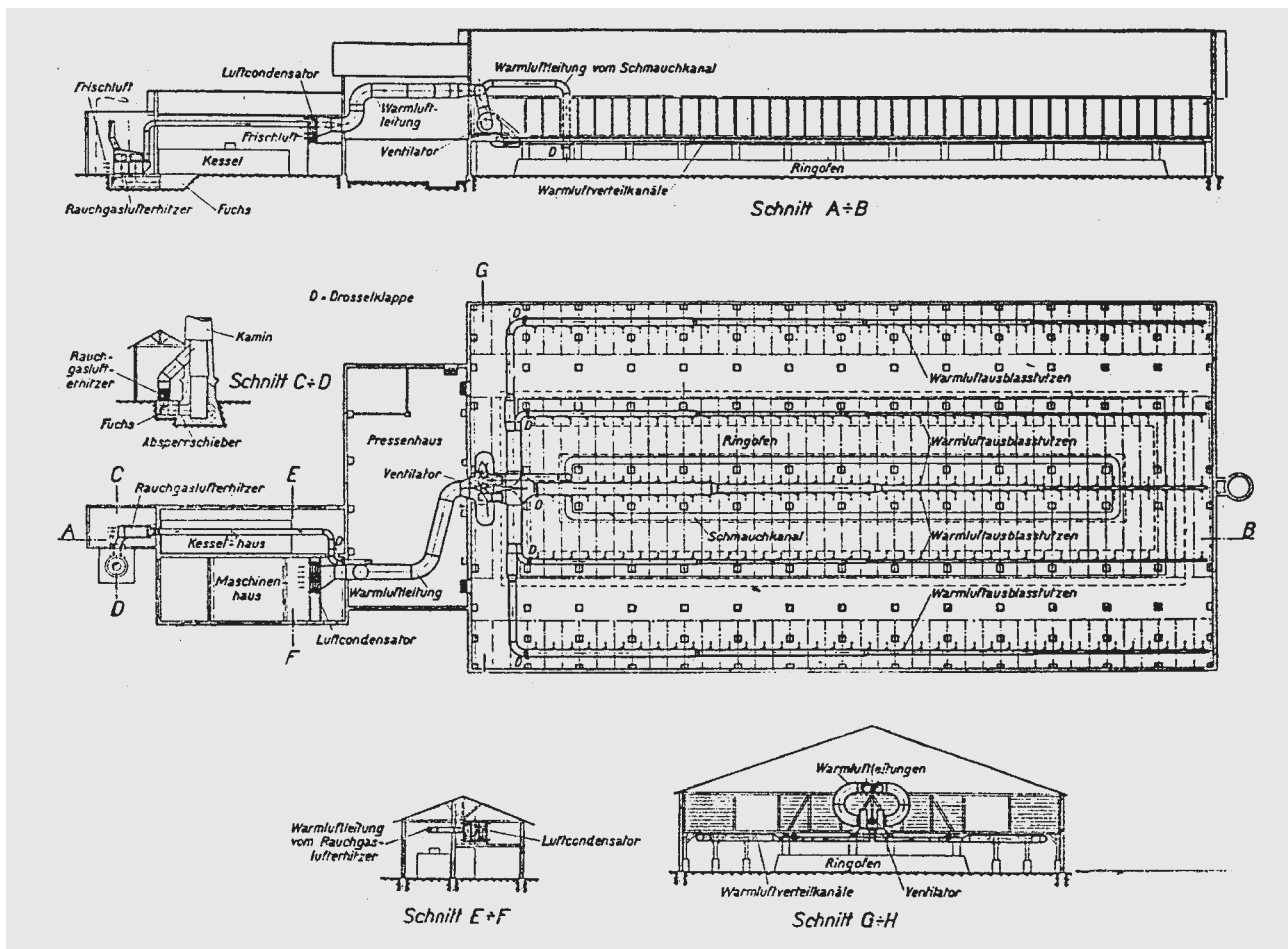 Luftcondensator
Warmluftleitung vom Schmauchkanal
Frischluft
Warmluft-
leitung
Frischluft
Kessel
Ventilator
D
Ringofen
Rauchgaslufterhitzer
Fuchs
Warmluftverteilkanäle
Schnitt A÷B
G
D = Drosselklappe
D
Kamin
Rauch-
gasluft-
erhitzer
Schnitt C÷D
Warmluftausblasstutzen
Fuchs
Absperrschieber
Pressenhaus
D
Ringofen
Warmluftausblasstutzen
Ventilator
C
E
Rauchgaslufterhitzer
D
A
Kessel-haus
Schmauchkanal
Warmluftausblasstutzen
B
D
D
Maschinen
haus
D
Warmluftleitung
Warmluftausblasstutzen
F
Luftcondensator
D
Warmluftleitungen
Warmluftleitung
vom Rauchgas-
lufterhitzer
Luftcondensator
Ringofen
Warmluftverteilkanäle
Ventilator
Schnitt E÷F
Schnitt G÷H